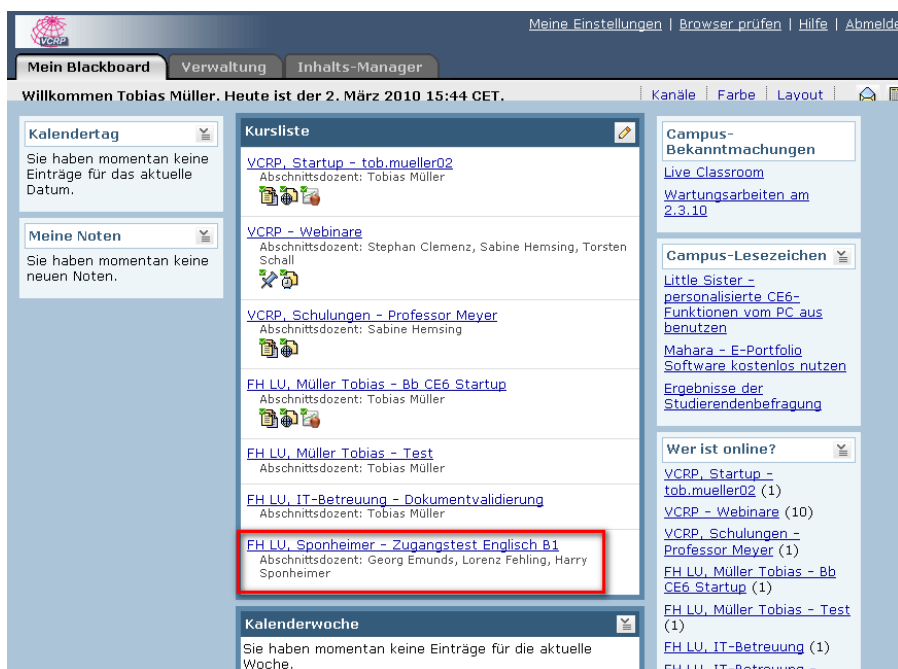 VCRP
Meine Einstellungen | Browser prüfen | Hilfe | Abmelde
Mein Blackboard
Verwaltung
Inhalts-Manager
Willkommen Tobias Müller. Heute ist der 2. März 2010 15:44 CET.
Kanäle
Farbe
Layout
Kalendertag
Sie haben momentan keine
Einträge für das aktuelle
Datum.
Meine Noten
Sie haben momentan keine
neuen Noten.
Kursliste
VCRP, Startup - tob.mueller02
Abschnittsdozent: Tobias Müller
VCRP - Webinare
Abschnittsdozent: Stephan Clemenz, Sabine Hemsing, Torsten
Schall
VCRP, Schulungen - Professor Meyer
Abschnittsdozent: Sabine Hemsing
FH LU, Müller Tobias - Bb CE6 Startup
Abschnittsdozent: Tobias Müller
FH LU, Müller Tobias - Test
Abschnittsdozent: Tobias Müller
FH LU, IT-Betreuung - Dokumentvalidierung
Abschnittsdozent: Tobias Müller
FH LU, Sponheimer - Zugangstest Englisch B1
Abschnittsdozent: Georg Emunds, Lorenz Fehling, Harry
Sponheimer
Kalenderwoche
Sie haben momentan keine Einträge für die aktuelle
Woche.
Campus-
Bekanntmachungen
Live Classroom
Wartungsarbeiten am
2.3.10
Campus-Lesezeichen
Little Sister -
personalisierte CE6-
Funktionen vom PC aus
benutzen
Mahara - E-Portfolio
Software kostenlos nutzen
Ergebnisse der
Studierendenbefragung
Wer ist online?
VCRP, Startup -
tob.mueller02 (1)
VCRP - Webinare (10)
VCRP, Schulungen -
Professor Meyer (1)
FH LU, Müller Tobias - Bb
CE6 Startup (1)
FH LU, Müller Tobias - Test
(1)
FH LU, IT-Betreuung (1)
FH LU, IT-Betreuung -